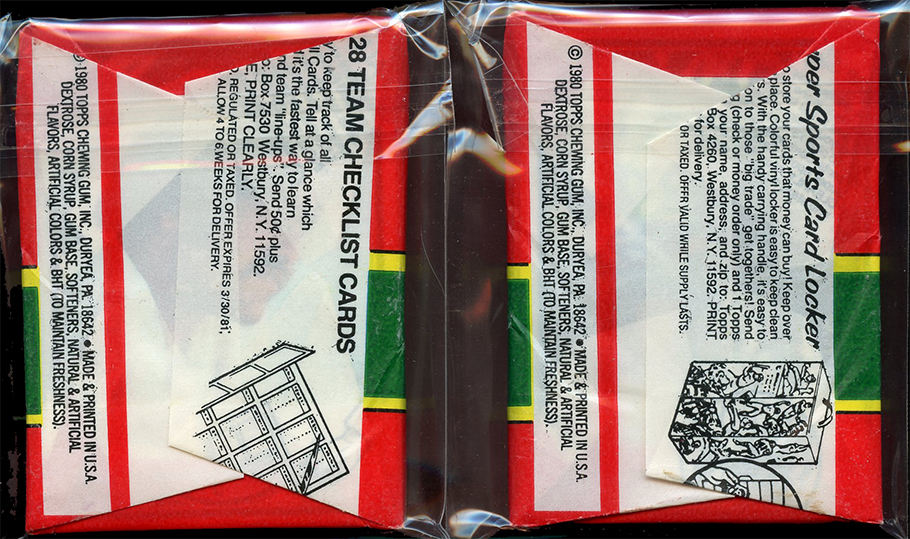 28 TEAM CHECKLIST CARDS
to keep track of all
Cards. Tell at a glance which
it's the fastest way to learn
team "line-ups". Send 50¢ plus
Box 7530 Westbury, N.Y. 11592.
PRINT CLEARLY.
REGULATED OR TAXED. OFFER EXPIRES 3/30/81;
ALLOW 4 TO 6 WEEKS FOR DELIVERY.
© 1980 TOPPS CHEWING GUM, INC., DURYEA, PA. 18642 • MADE & PRINTED IN U.S.A.
DEXTROSE, CORN SYRUP, GUM BASE, SOFTENERS, NATURAL & ARTIFICIAL
FLAVORS, ARTIFICIAL COLORS & BHT (TO MAINTAIN FRESHNESS).
Sports Card Locker
store your cards that money can buy! Keep over
place. Colorful vinyl locker is easy to keep clean
With the handy carrying handle, it's easy to
on to those "big trade" get togethers! Send
(check or money order only) and 1 Topps
your name, address, and zip to: Topps
Box 4260, Westbury, N.Y. 11592. PRINT
for delivery.
OR TAXED. OFFER VALID WHILE SUPPLY LASTS.
© 1980 TOPPS CHEWING GUM, INC., DURYEA, PA. 18642 • MADE & PRINTED IN U.S.A.
DEXTROSE, CORN SYRUP, GUM BASE, SOFTENERS, NATURAL & ARTIFICIAL
FLAVORS, ARTIFICIAL COLORS & BHT (TO MAINTAIN FRESHNESS).